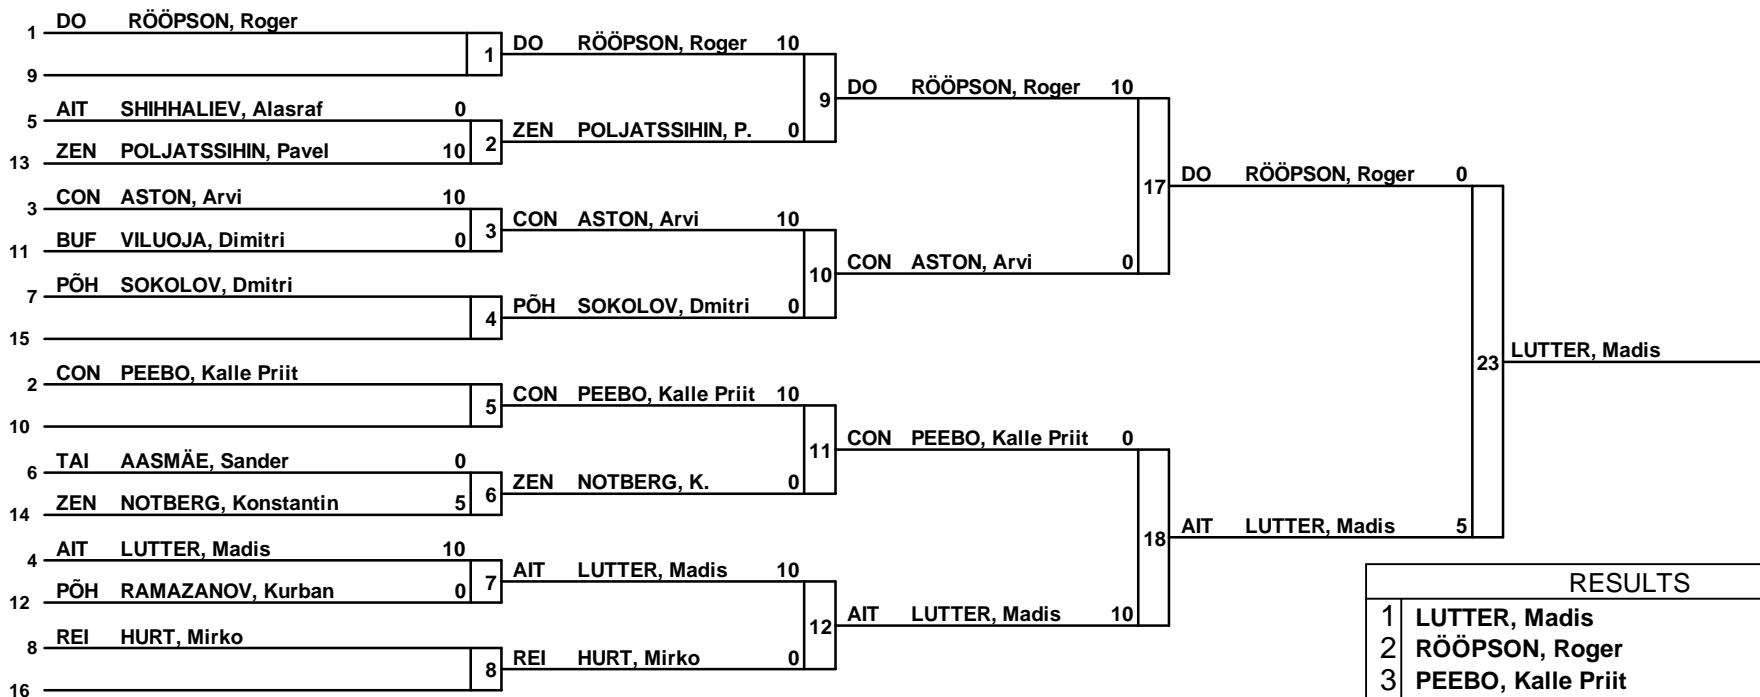 1 DO RÖÖPSON, Roger
1 DO RÖÖPSON, Roger 10
9
9 DO RÖÖPSON, Roger 10
5 AIT SHIHHALIEV, Alasraf 0
2 ZEN POLJATSSIHIN, P. 0
13 ZEN POLJATSSIHIN, Pavel 10
17 DO RÖÖPSON, Roger 0
3 CON ASTON, Arvi 10
3 CON ASTON, Arvi 10
11 BUF VILUOJA, Dimitri 0
10 CON ASTON, Arvi 0
7 PÕH SOKOLOV, Dmitri
4 PÕH SOKOLOV, Dmitri 0
15
23 LUTTER, Madis
2 CON PEEBO, Kalle Priit
5 CON PEEBO, Kalle Priit 10
10
11 CON PEEBO, Kalle Priit 0
6 TAI AASMÄE, Sander 0
6 ZEN NOTBERG, K. 0
14 ZEN NOTBERG, Konstantin 5
18 AIT LUTTER, Madis 5
4 AIT LUTTER, Madis 10
7 AIT LUTTER, Madis 10
12 PÕH RAMAZANOV, Kurban 0
12 AIT LUTTER, Madis 10
8 REI HURT, Mirko
8 REI HURT, Mirko 0
16
RESULTS
1 LUTTER, Madis
2 RÖÖPSON, Roger
3 PEEBO, Kalle Priit